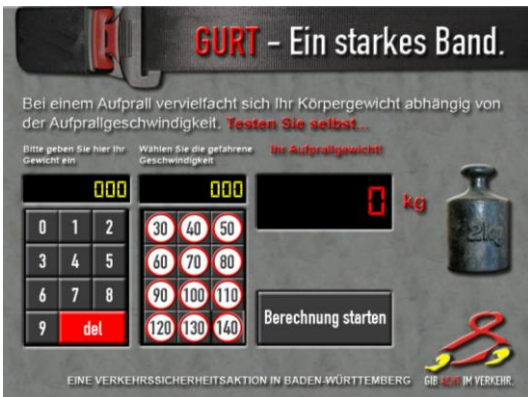 GURT – Ein starkes Band.
Bei einem Aufprall vervielfacht sich Ihr Körpergewicht abhängig von
der Aufprallgeschwindigkeit. Testen Sie selbst...
Bitte geben Sie hier Ihr
Gewicht ein
Wählen Sie die gefahrene
Geschwindigkeit
Ihr Aufprallgewicht!
000
000
0
kg
0 1 2
3 4 5
6 7 8
9 del
30 40 50
60 70 80
90 100 110
120 130 140
Berechnung starten
2kg
EINE VERKEHRSSICHERHEITSAKTION IN BADEN-WÜRTTEMBERG
GIB ACHT IM VERKEHR.